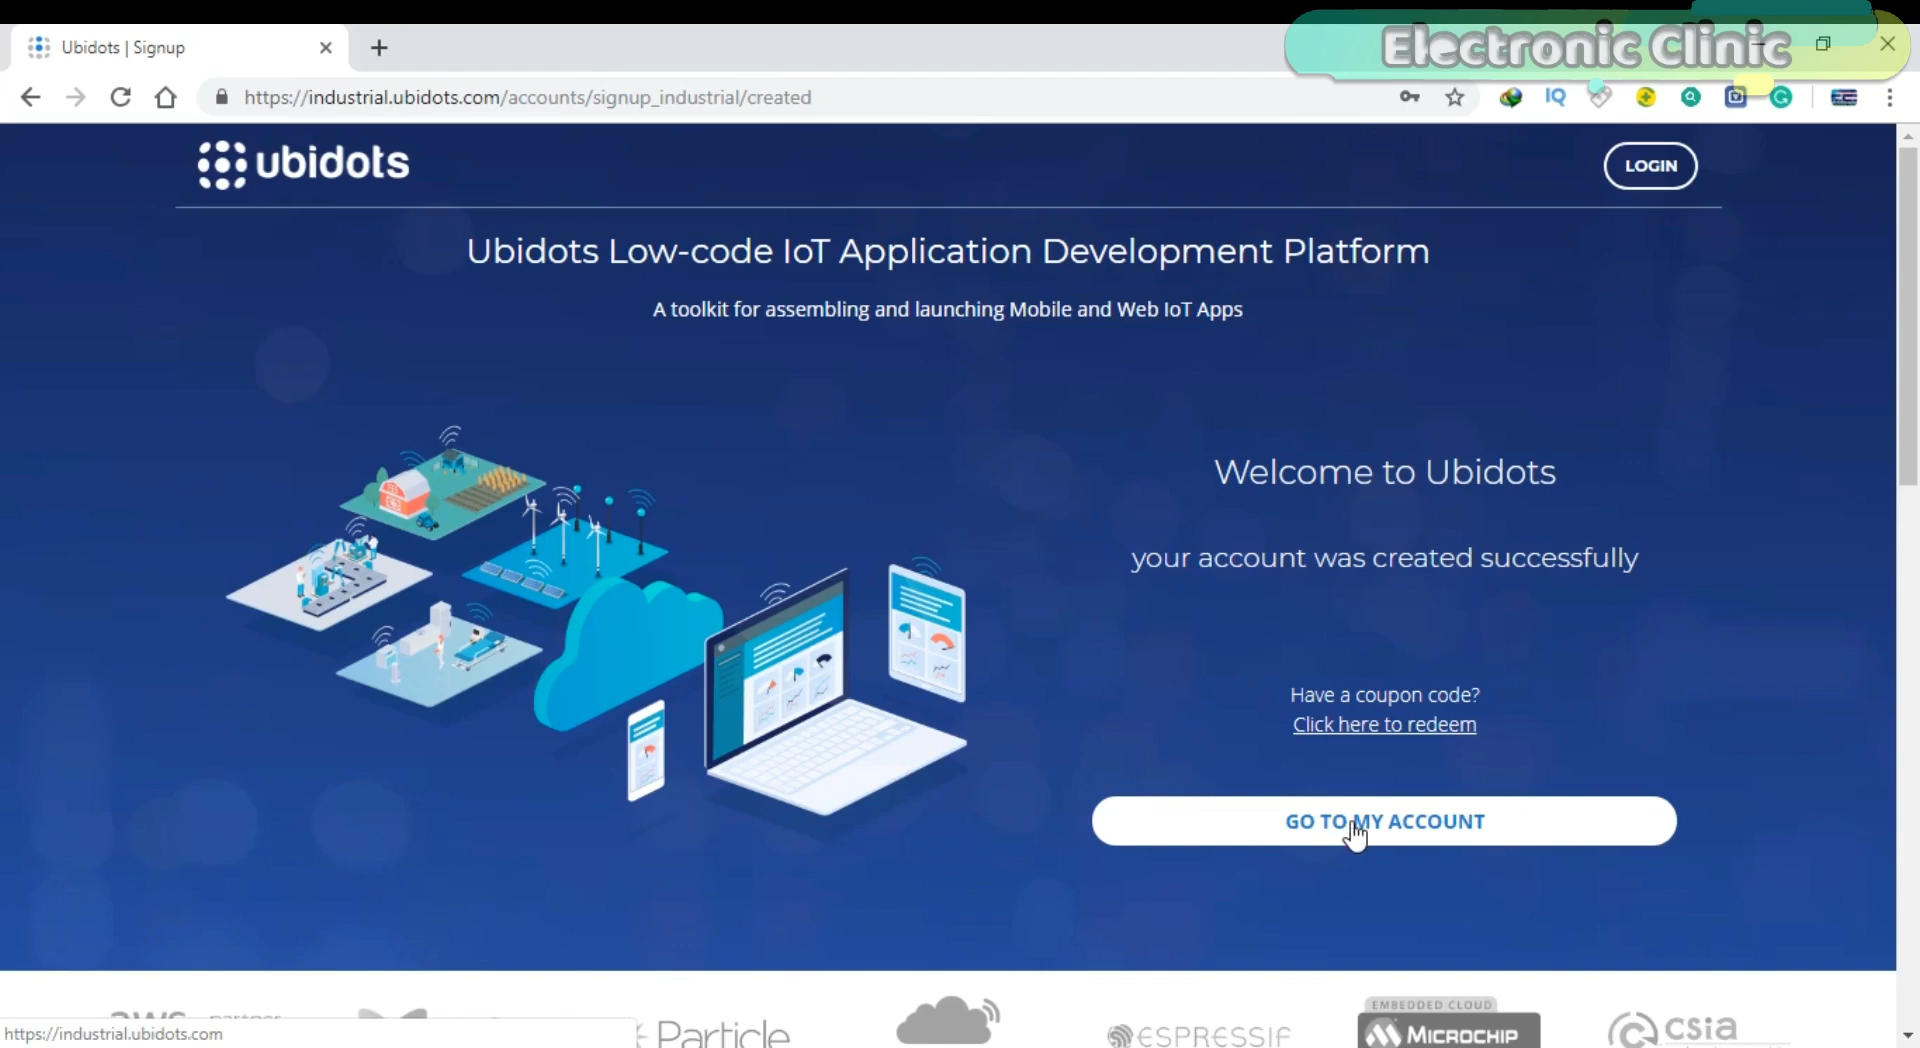 Ubidots | Signup
Electronic Clinic
https://industrial.ubidots.com/accounts/signup_industrial/created
IQ
ubidots
LOGIN
Ubidots Low-code IoT Application Development Platform
A toolkit for assembling and launching Mobile and Web IoT Apps
Welcome to Ubidots
your account was created successfully
Have a coupon code?
Click here to redeem
GO TO MY ACCOUNT
aws partner
Particle
ESPRESSIF
EMBEDDED CLOUD
MICROCHIP
csia
https://industrial.ubidots.com